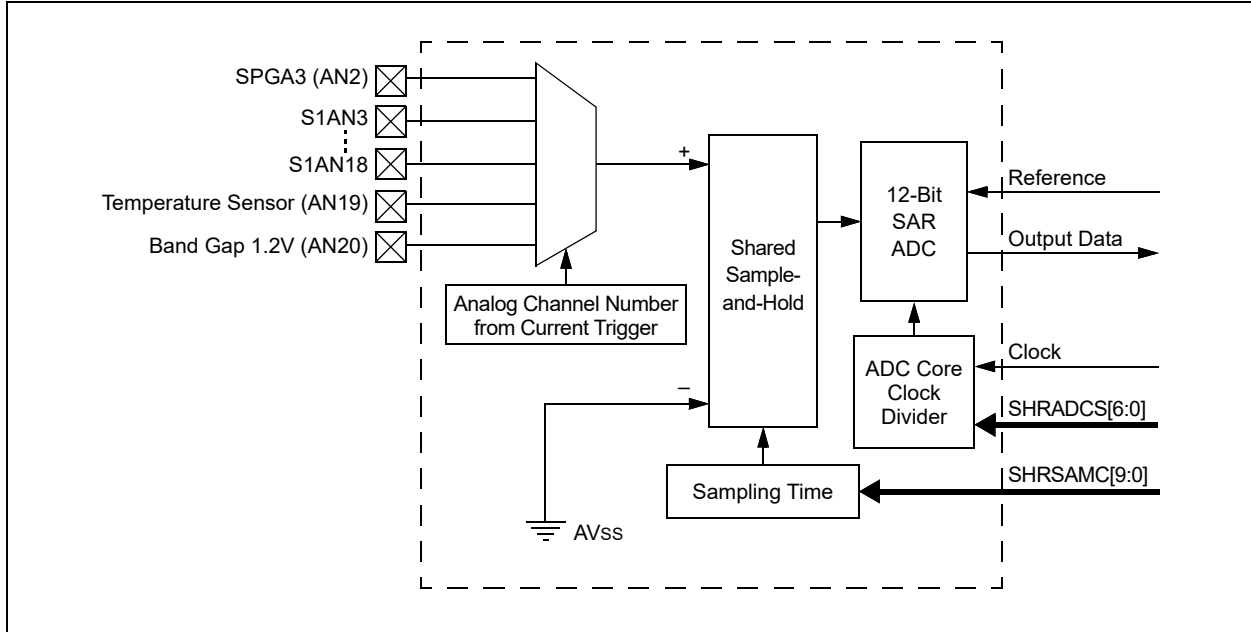 SPGA3 (AN2)
S1AN3
S1AN18
Temperature Sensor (AN19)
Band Gap 1.2V (AN20)
Analog Channel Number
from Current Trigger
+
–
AVSS
Shared
Sample-
and-Hold
Sampling Time
12-Bit
SAR
ADC
ADC Core
Clock
Divider
Reference
Output Data
Clock
SHRADCS[6:0]
SHRSAMC[9:0]